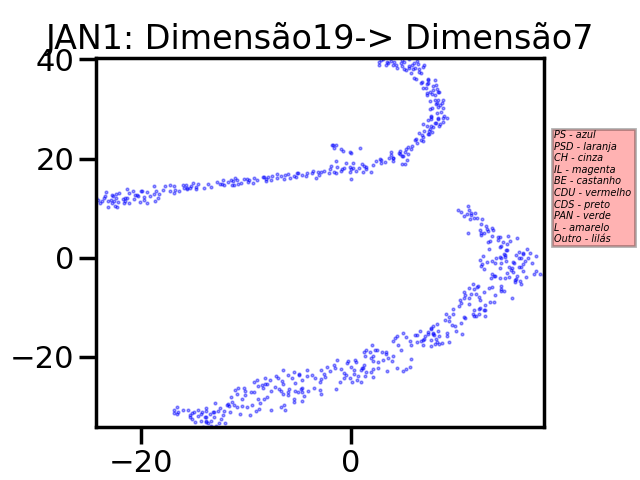 JAN1: Dimensão19-> Dimensão7
40
20
0
−20
−20
0
PS - azul
PSD - laranja
CH - cinza
IL - magenta
BE - castanho
CDU - vermelho
CDS - preto
PAN - verde
L - amarelo
Outro - lilás